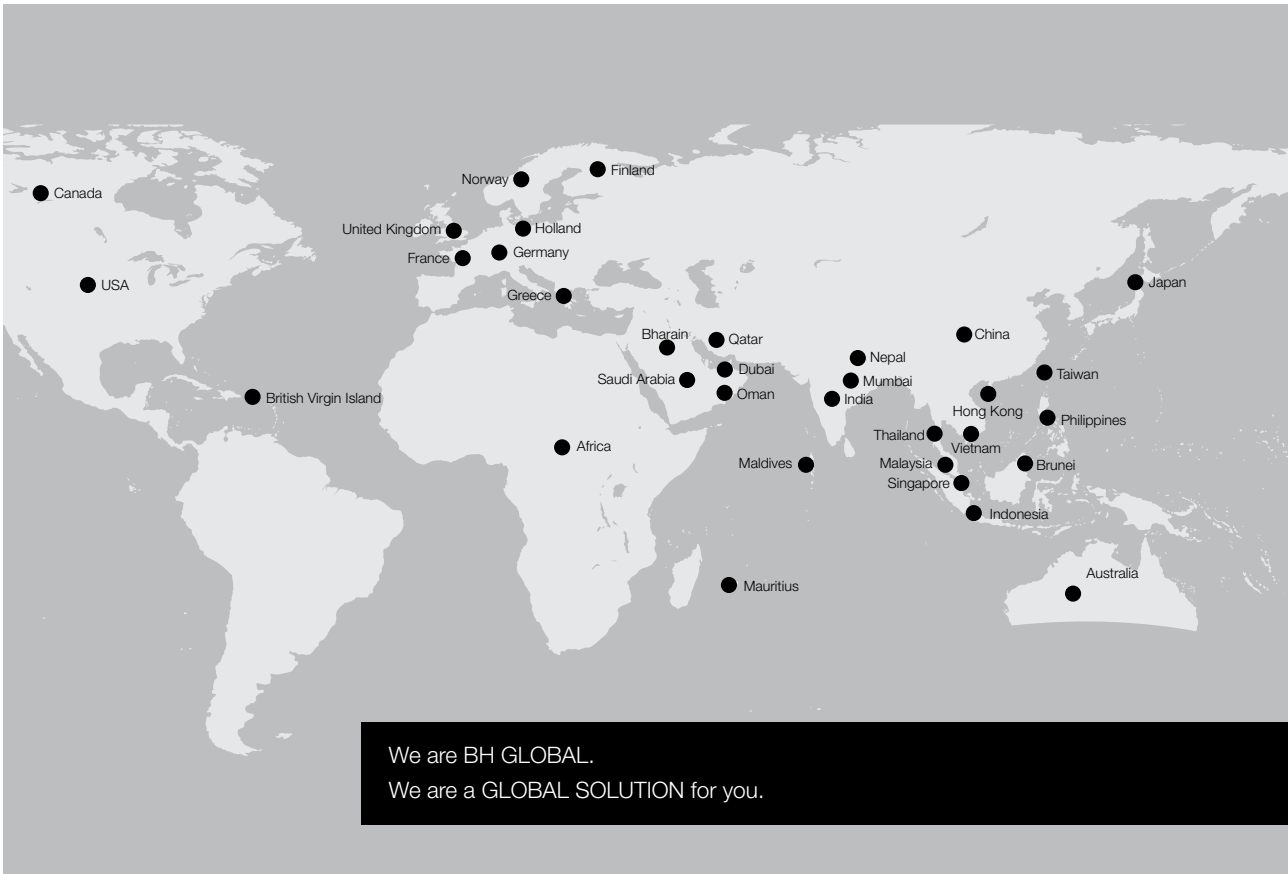 Norway
Finland
Canada
United Kingdom
Holland
France
Germany
USA
Greece
Japan
Bharain
Qatar
China
Nepal
Dubai
Taiwan
Saudi Arabia
Mumbai
Oman
British Virgin Island
India
Hong Kong
Philippines
Thailand
Africa
Vietnam
Maldives
Malaysia
Brunei
Singapore
Indonesia
Australia
Mauritius
We are BH GLOBAL.
We are a GLOBAL SOLUTION for you.